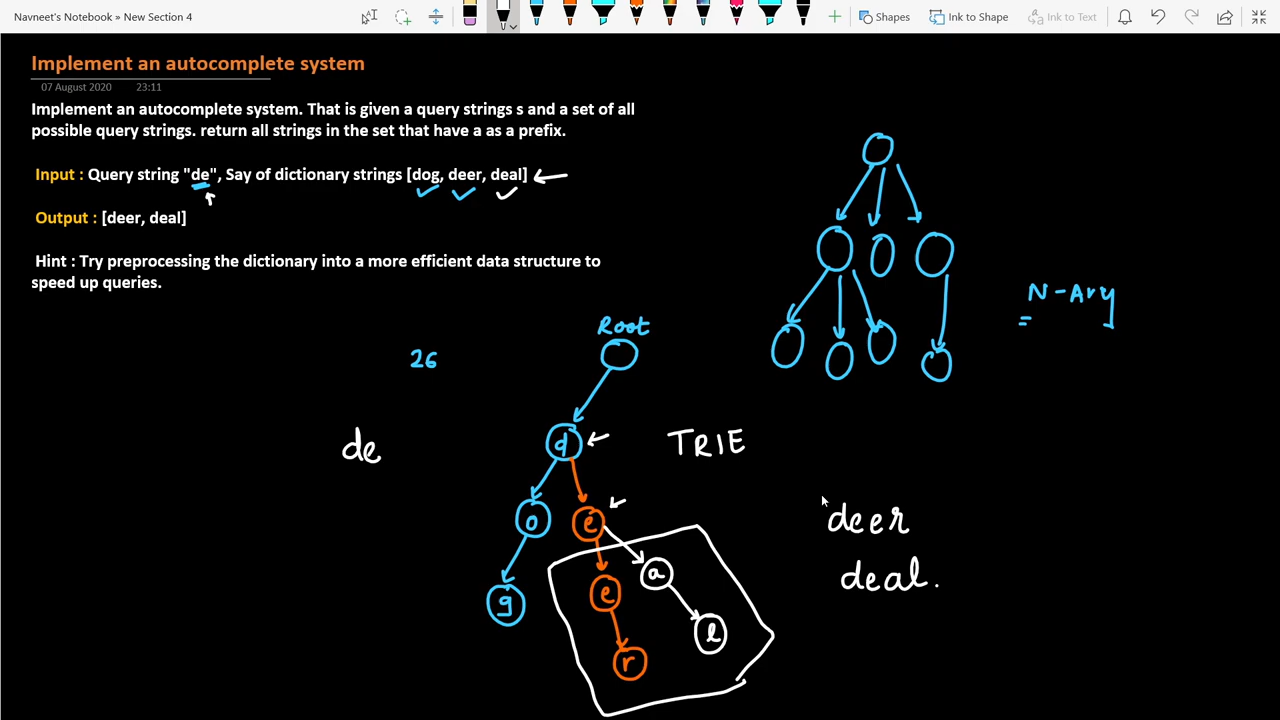 Navneet's Notebook » New Section 4
Shapes
Ink to Shape
Ink to Text
Implement an autocomplete system
07 August 2020 23:11
Implement an autocomplete system. That is given a query strings s and a set of all
possible query strings. return all strings in the set that have a as a prefix.
Input : Query string "de", Say of dictionary strings [dog, deer, deal]
Output : [deer, deal]
Hint : Try preprocessing the dictionary into a more efficient data structure to
speed up queries.
N-Ary
Root
26
d
de
TRIE
o
e
deer
a
deal.
e
g
l
r